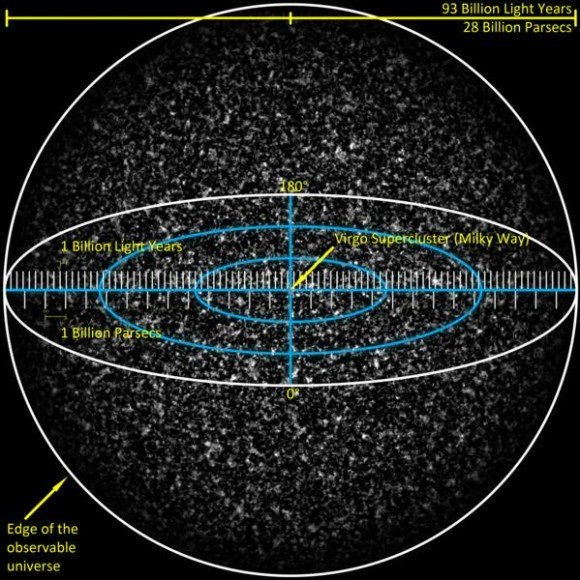 93 Billion Light Years
28 Billion Parsecs
180°
Virgo Supercluster (Milky Way)
1 Billion Light Years
1 Billion Parsecs
0°
Edge of the
observable
universe